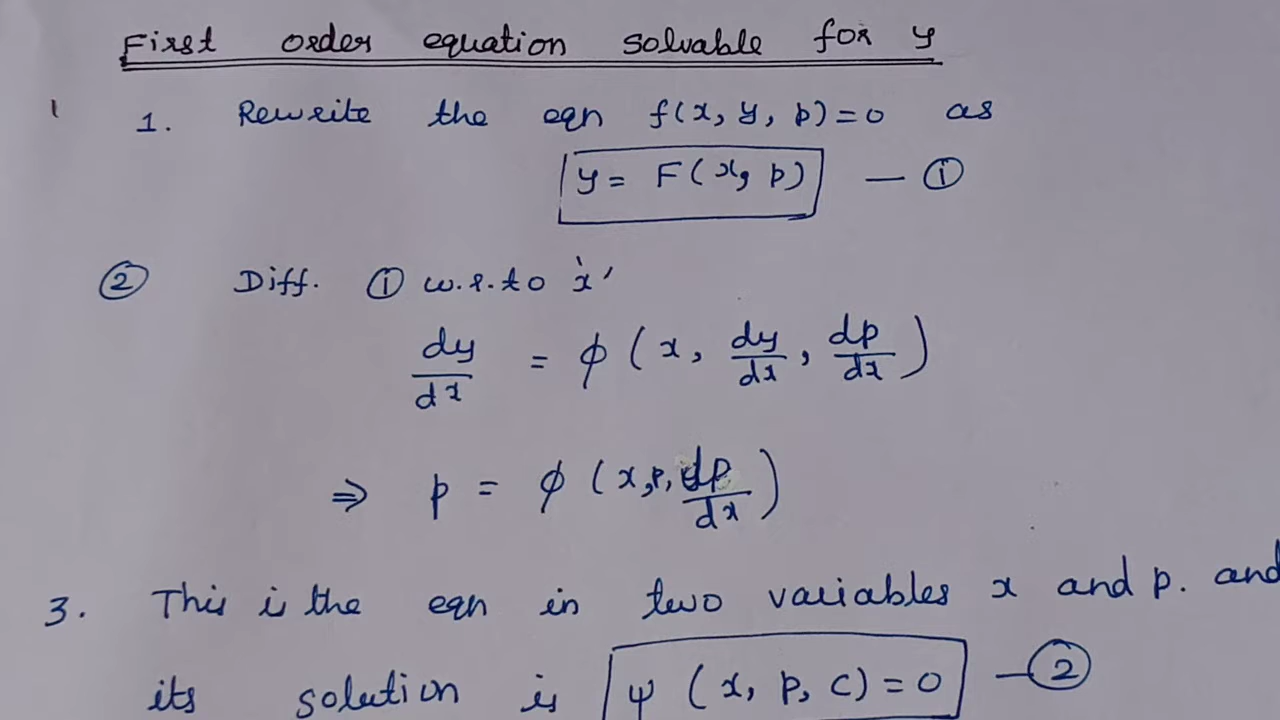 First order equation solvable for y
1. Rewrite the eqn f(x, y, p)=0 as
y = F(x, p) — ①
② Diff. ① w.r.to 'x'
dy/dx = ϕ (x, dy/dx, dp/dx)
⇒ p = ϕ (x, p, dp/dx)
3. This is the eqn in two variables x and p. and
its solution is ψ (x, p, c) = 0 — ②